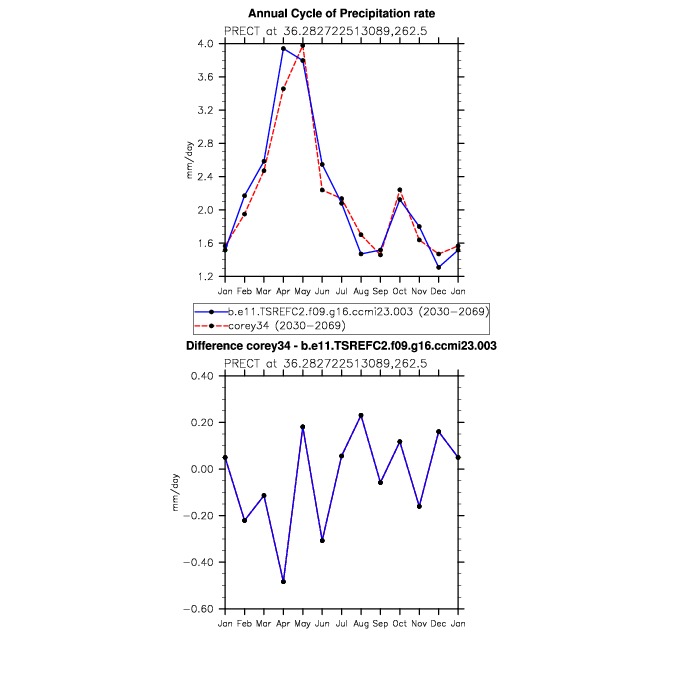 Annual Cycle of Precipitation rate
PRECT at 36.282722513089,262.5
4.0
3.6
3.2
2.8
2.4
2.0
1.6
1.2
mm/day
Jan Feb Mar Apr May Jun Jul Aug Sep Oct Nov Dec Jan
b.e11.TSREFC2.f09.g16.ccmi23.003 (2030-2069)
corey34 (2030-2069)
Difference corey34 - b.e11.TSREFC2.f09.g16.ccmi23.003
PRECT at 36.282722513089,262.5
0.40
0.20
0.00
-0.20
-0.40
-0.60
mm/day
Jan Feb Mar Apr May Jun Jul Aug Sep Oct Nov Dec Jan